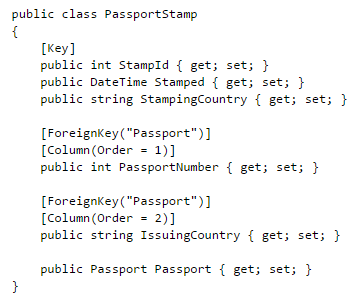 public class PassportStamp
{
    [Key]
    public int StampId { get; set; }
    public DateTime Stamped { get; set; }
    public string StampingCountry { get; set; }

    [ForeignKey("Passport")]
    [Column(Order = 1)]
    public int PassportNumber { get; set; }

    [ForeignKey("Passport")]
    [Column(Order = 2)]
    public string IssuingCountry { get; set; }

    public Passport Passport { get; set; }
}